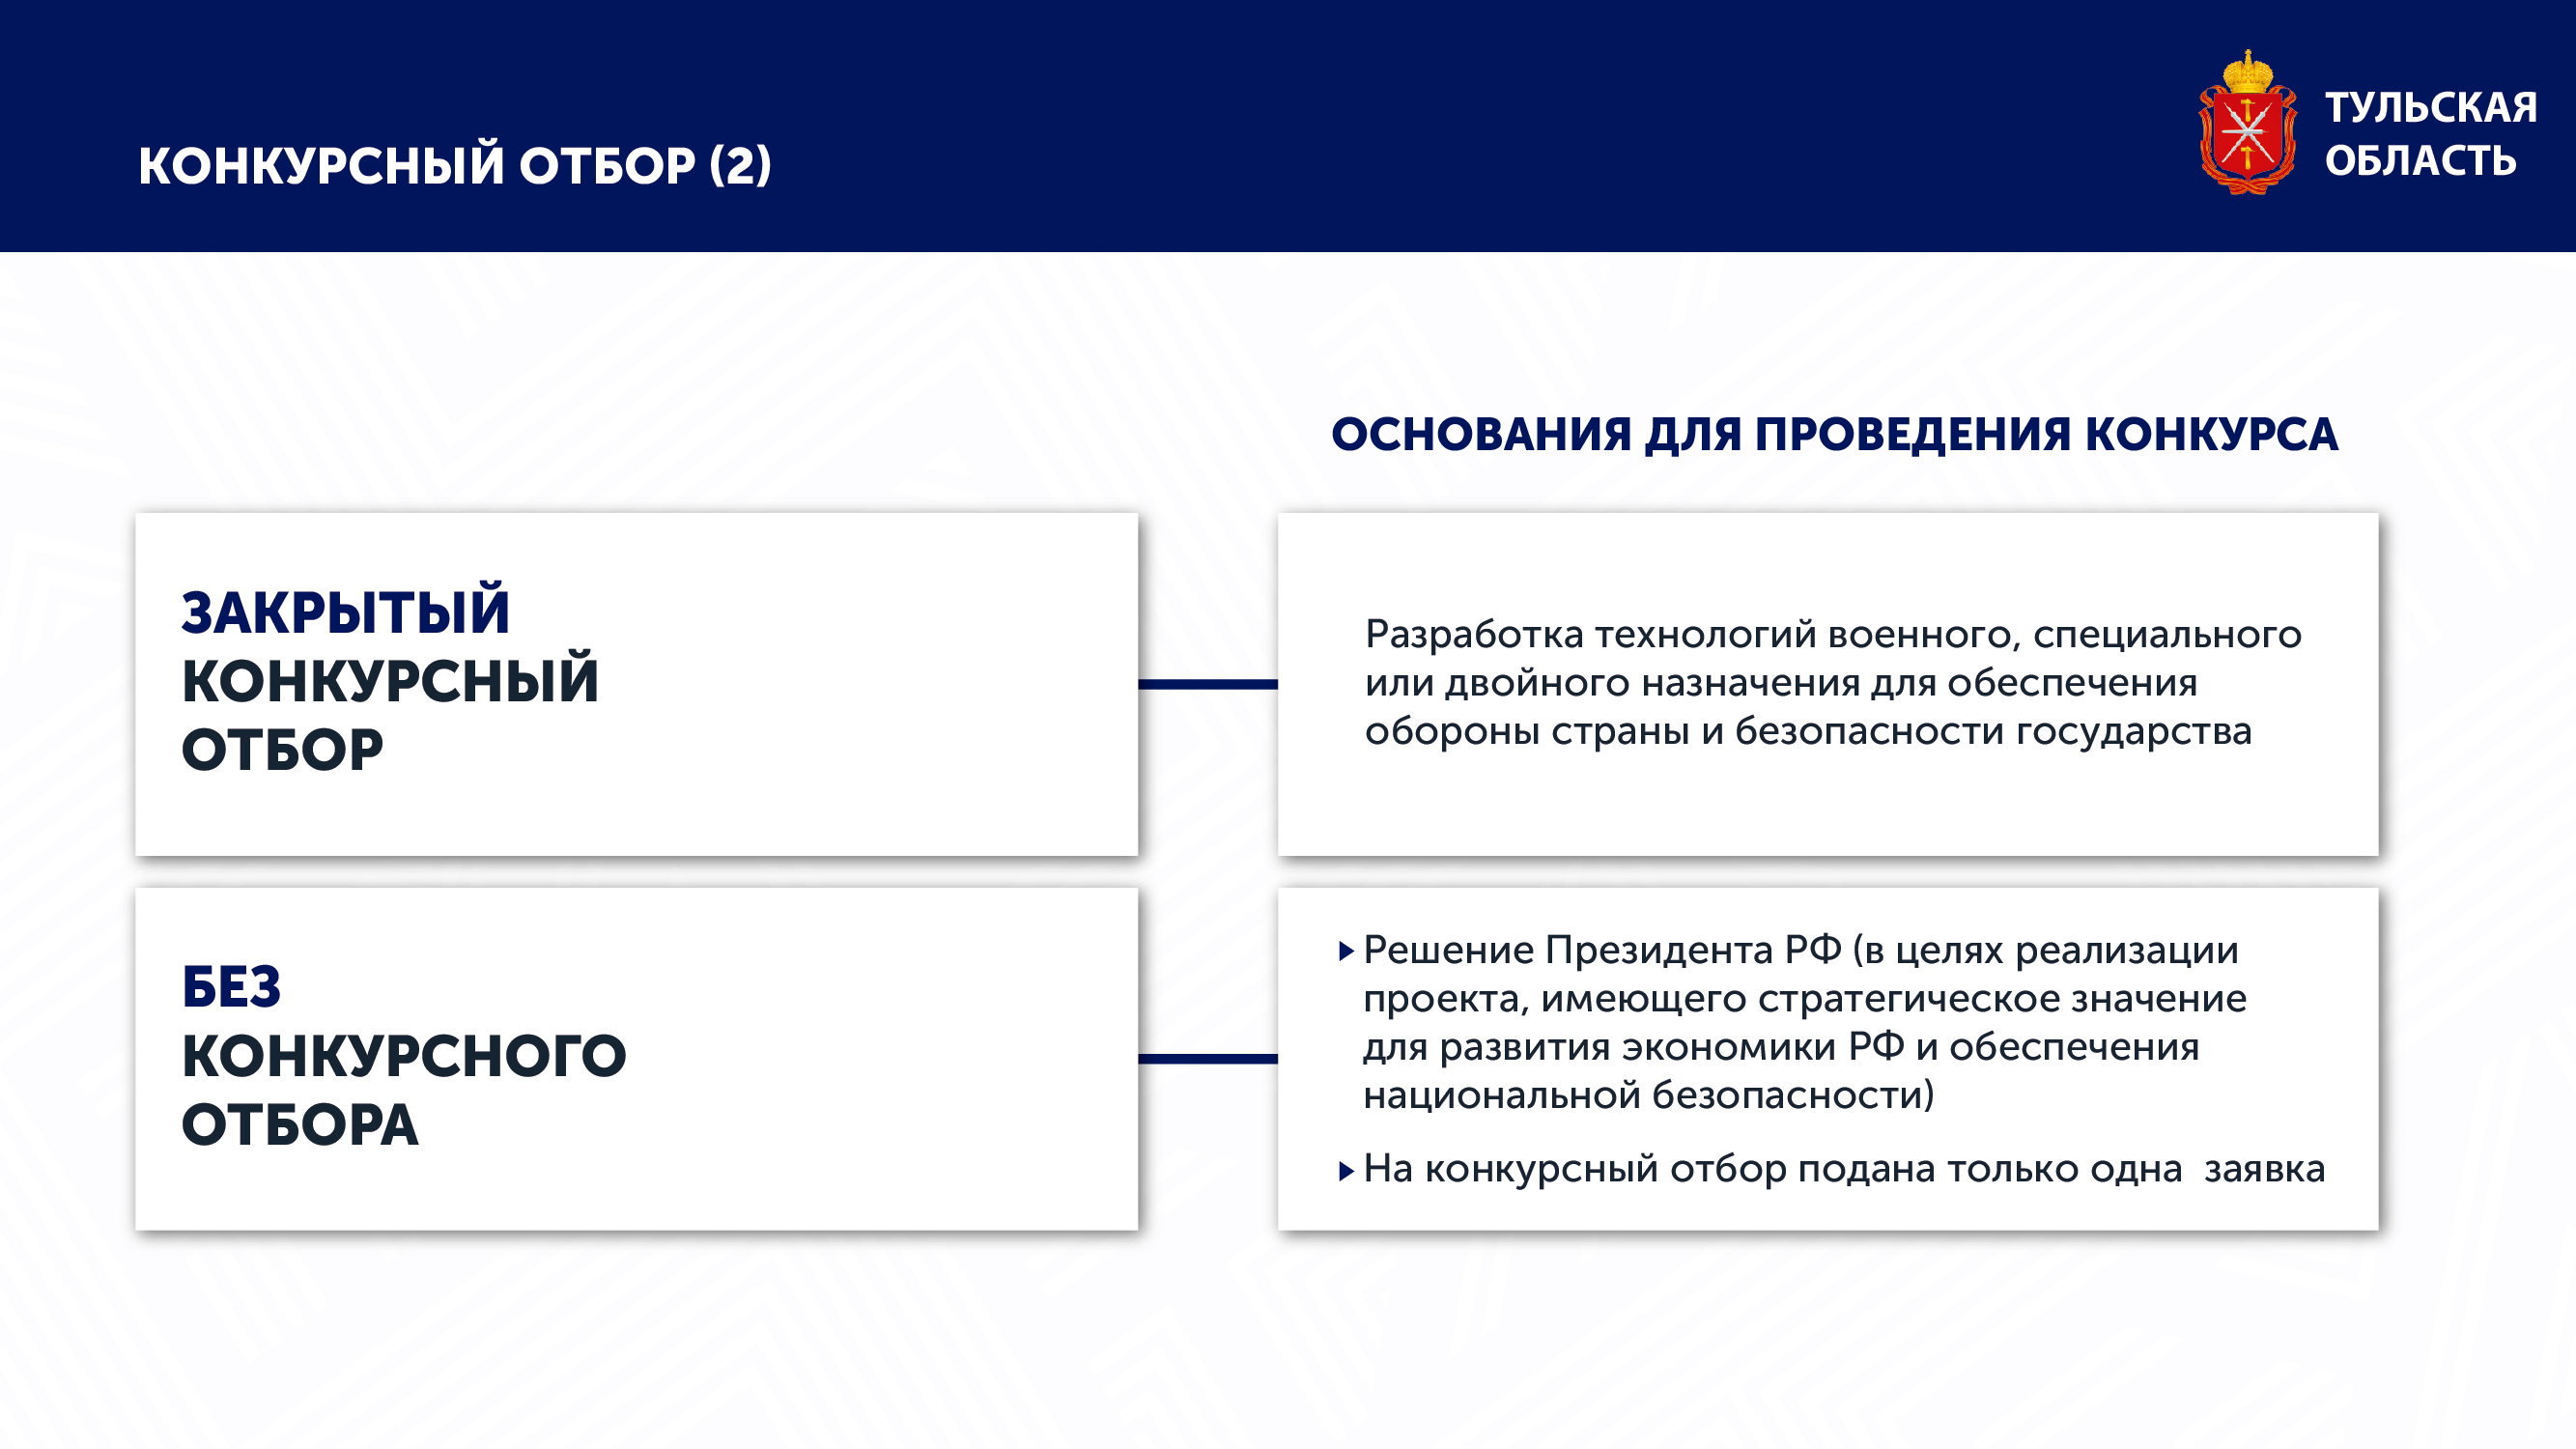 КОНКУРСНЫЙ ОТБОР (2)
ТУЛЬСКАЯ
ОБЛАСТЬ
ОСНОВАНИЯ ДЛЯ ПРОВЕДЕНИЯ КОНКУРСА
ЗАКРЫТЫЙ
КОНКУРСНЫЙ
ОТБОР
Разработка технологий военного, специального
или двойного назначения для обеспечения
обороны страны и безопасности государства
БЕЗ
КОНКУРСНОГО
ОТБОРА
Решение Президента РФ (в целях реализации
проекта, имеющего стратегическое значение
для развития экономики РФ и обеспечения
национальной безопасности)
На конкурсный отбор подана только одна  заявка